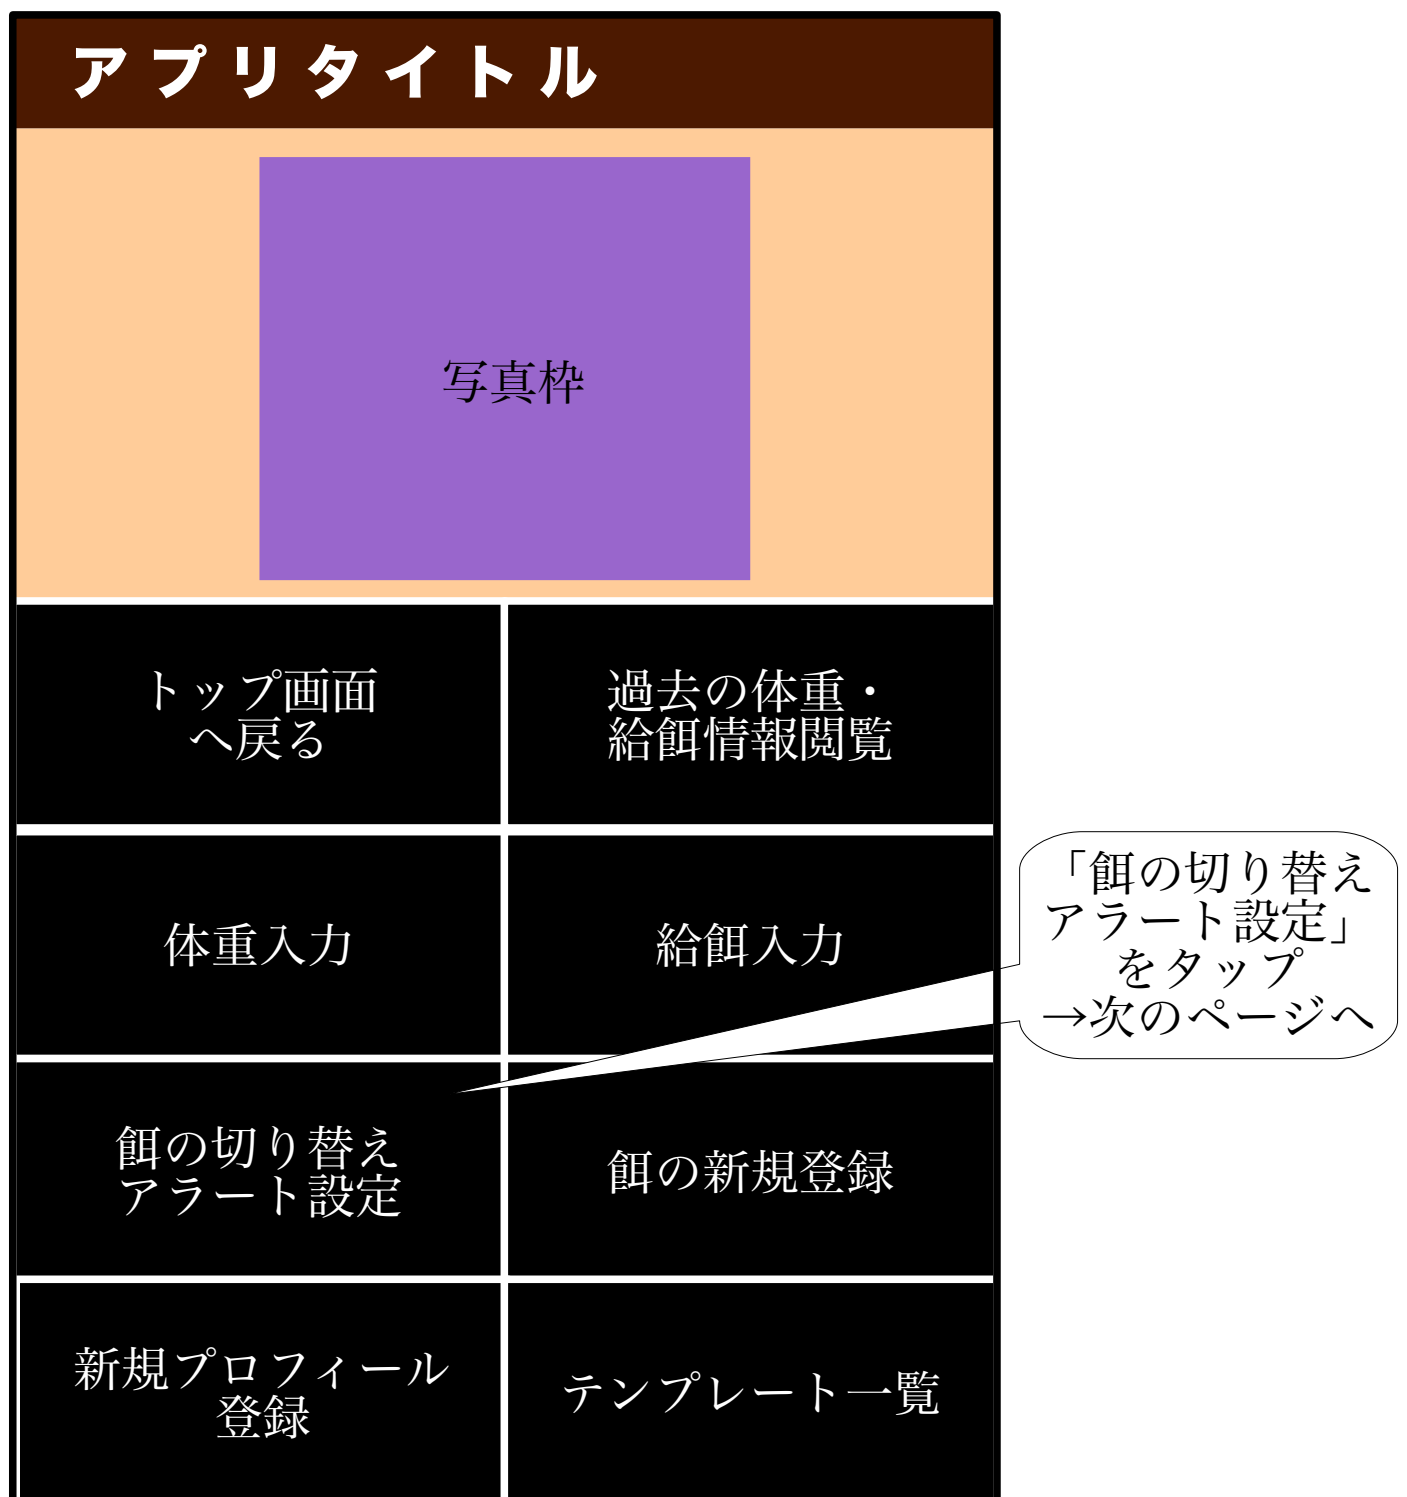 アプリタイトル
写真枠
トップ画面
へ戻る
過去の体重・
給餌情報閲覧
体重入力
給餌入力
「餌の切り替え
アラート設定」
をタップ
→次のページへ
餌の切り替え
アラート設定
餌の新規登録
新規プロフィール
登録
テンプレート一覧